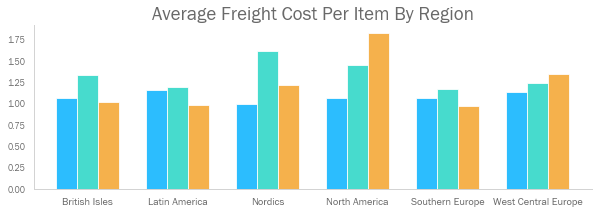 Average Freight Cost Per Item By Region
1.75
1.50
1.25
1.00
0.75
0.50
0.25
0.00
British Isles
Latin America
Nordics
North America
Southern Europe
West Central Europe